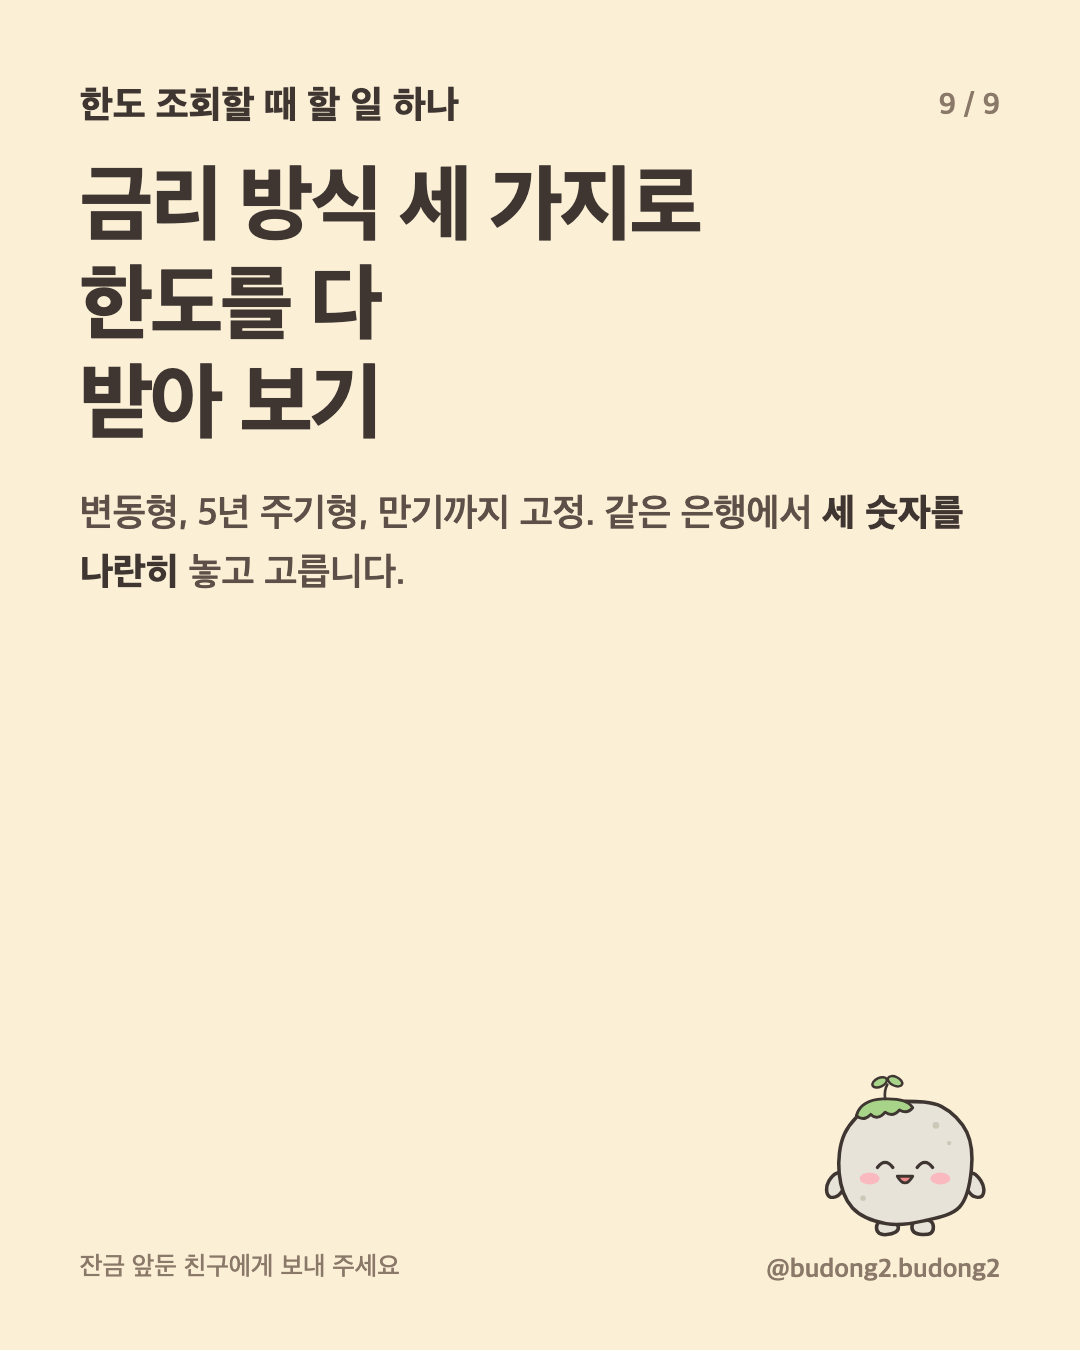 한도 조회할 때 할 일 하나
9 / 9
금리 방식 세 가지로
한도를 다
받아 보기
변동형, 5년 주기형, 만기까지 고정. 같은 은행에서 세 숫자를
나란히 놓고 고릅니다.
잔금 앞둔 친구에게 보내 주세요
@budong2.budong2